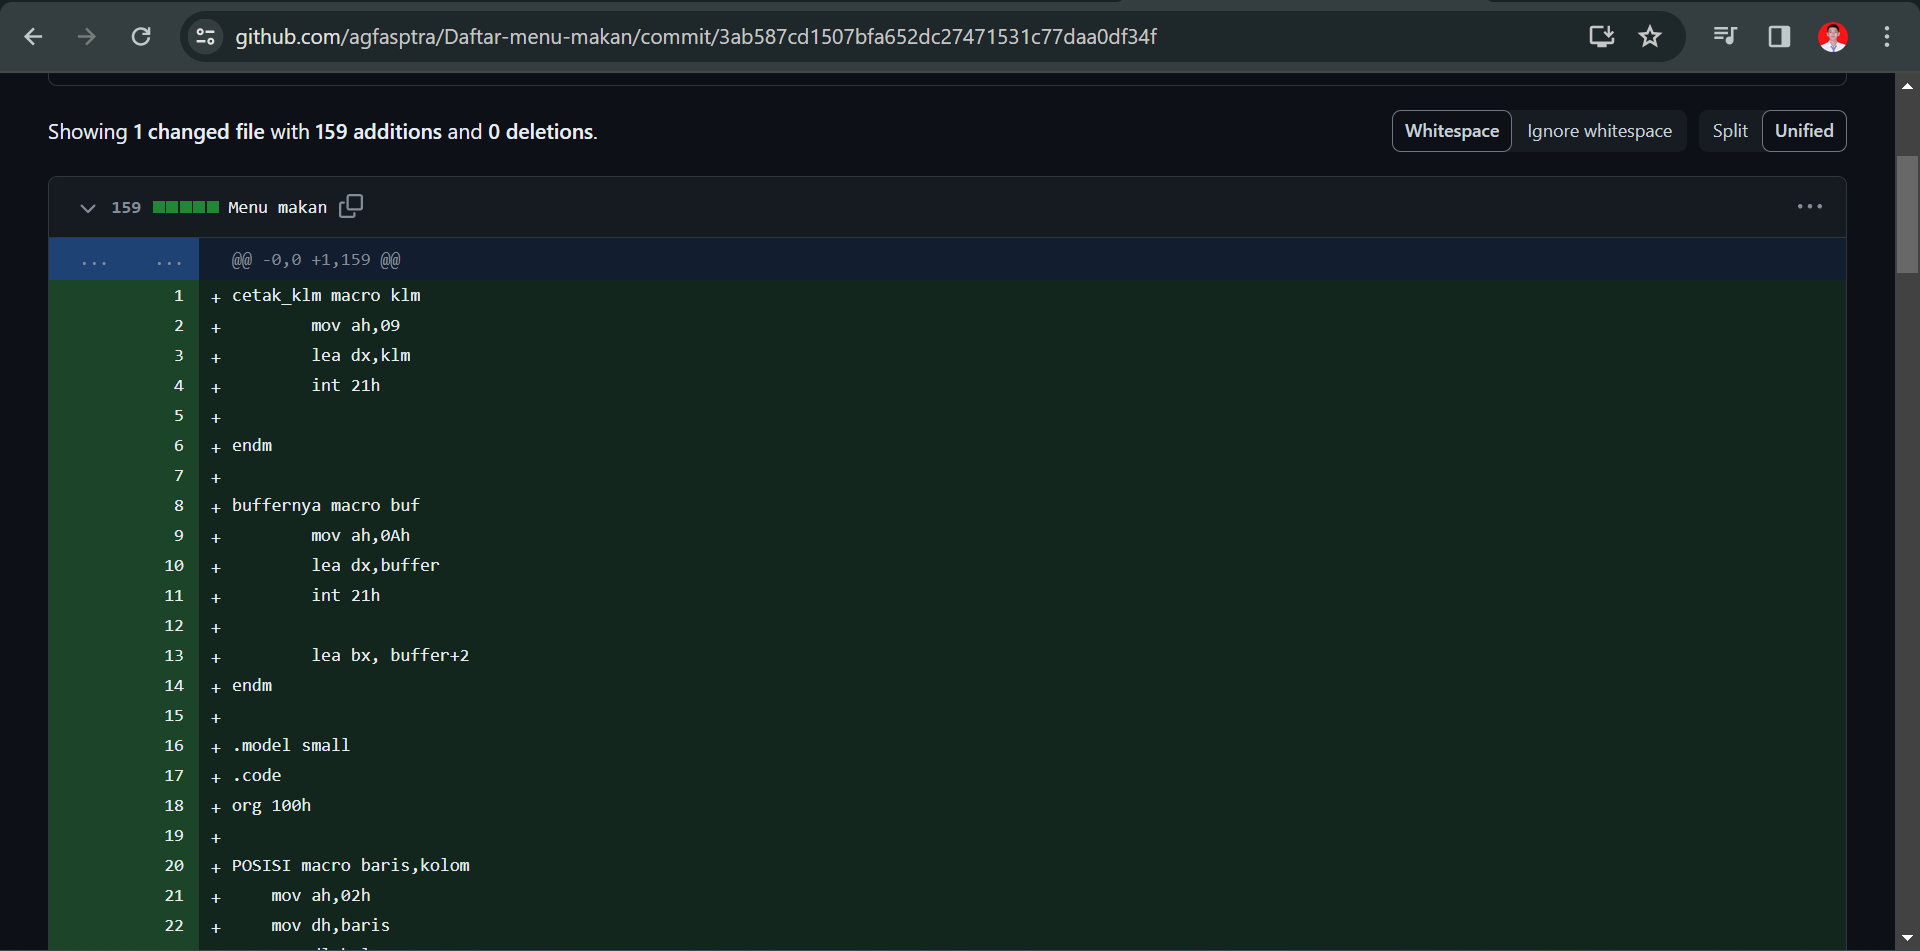 github.com/agfasptra/Daftar-menu-makan/commit/3ab587cd1507bfa652dc27471531c77daa0df34f
Showing 1 changed file with 159 additions and 0 deletions.
Whitespace Ignore whitespace Split Unified
159 Menu makan
... ... @@ -0,0 +1,159 @@
1 + cetak_klm macro klm
2 + mov ah,09
3 + lea dx,klm
4 + int 21h
5 +
6 + endm
7 +
8 + buffernya macro buf
9 + mov ah,0Ah
10 + lea dx,buffer
11 + int 21h
12 +
13 + lea bx, buffer+2
14 + endm
15 +
16 + .model small
17 + .code
18 + org 100h
19 +
20 + POSISI macro baris,kolom
21 + mov ah,02h
22 + mov dh,baris